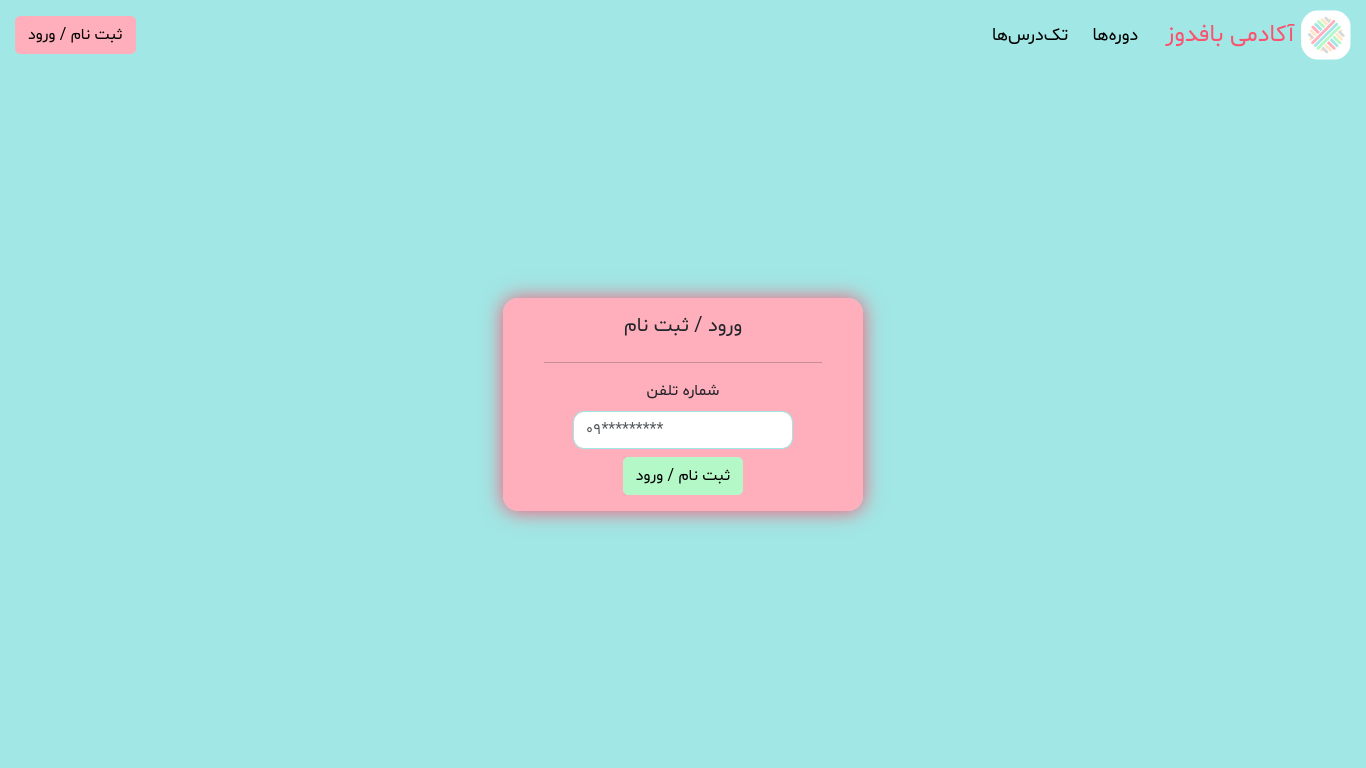 آکادمی بافدوز
دوره‌ها
تک‌درس‌ها
ثبت نام / ورود
ورود / ثبت نام
شماره تلفن
۰۹*********
ثبت نام / ورود